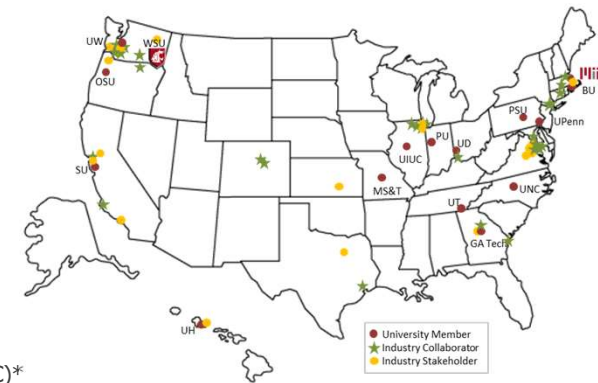 UW
WSU
OSU
SU
UIUC
PU
UD
MS&T
UT
GA Tech
UNC
PSU
UPenn
MiT
BU
UH
University Member
Industry Collaborator
Industry Stakeholder
C)*